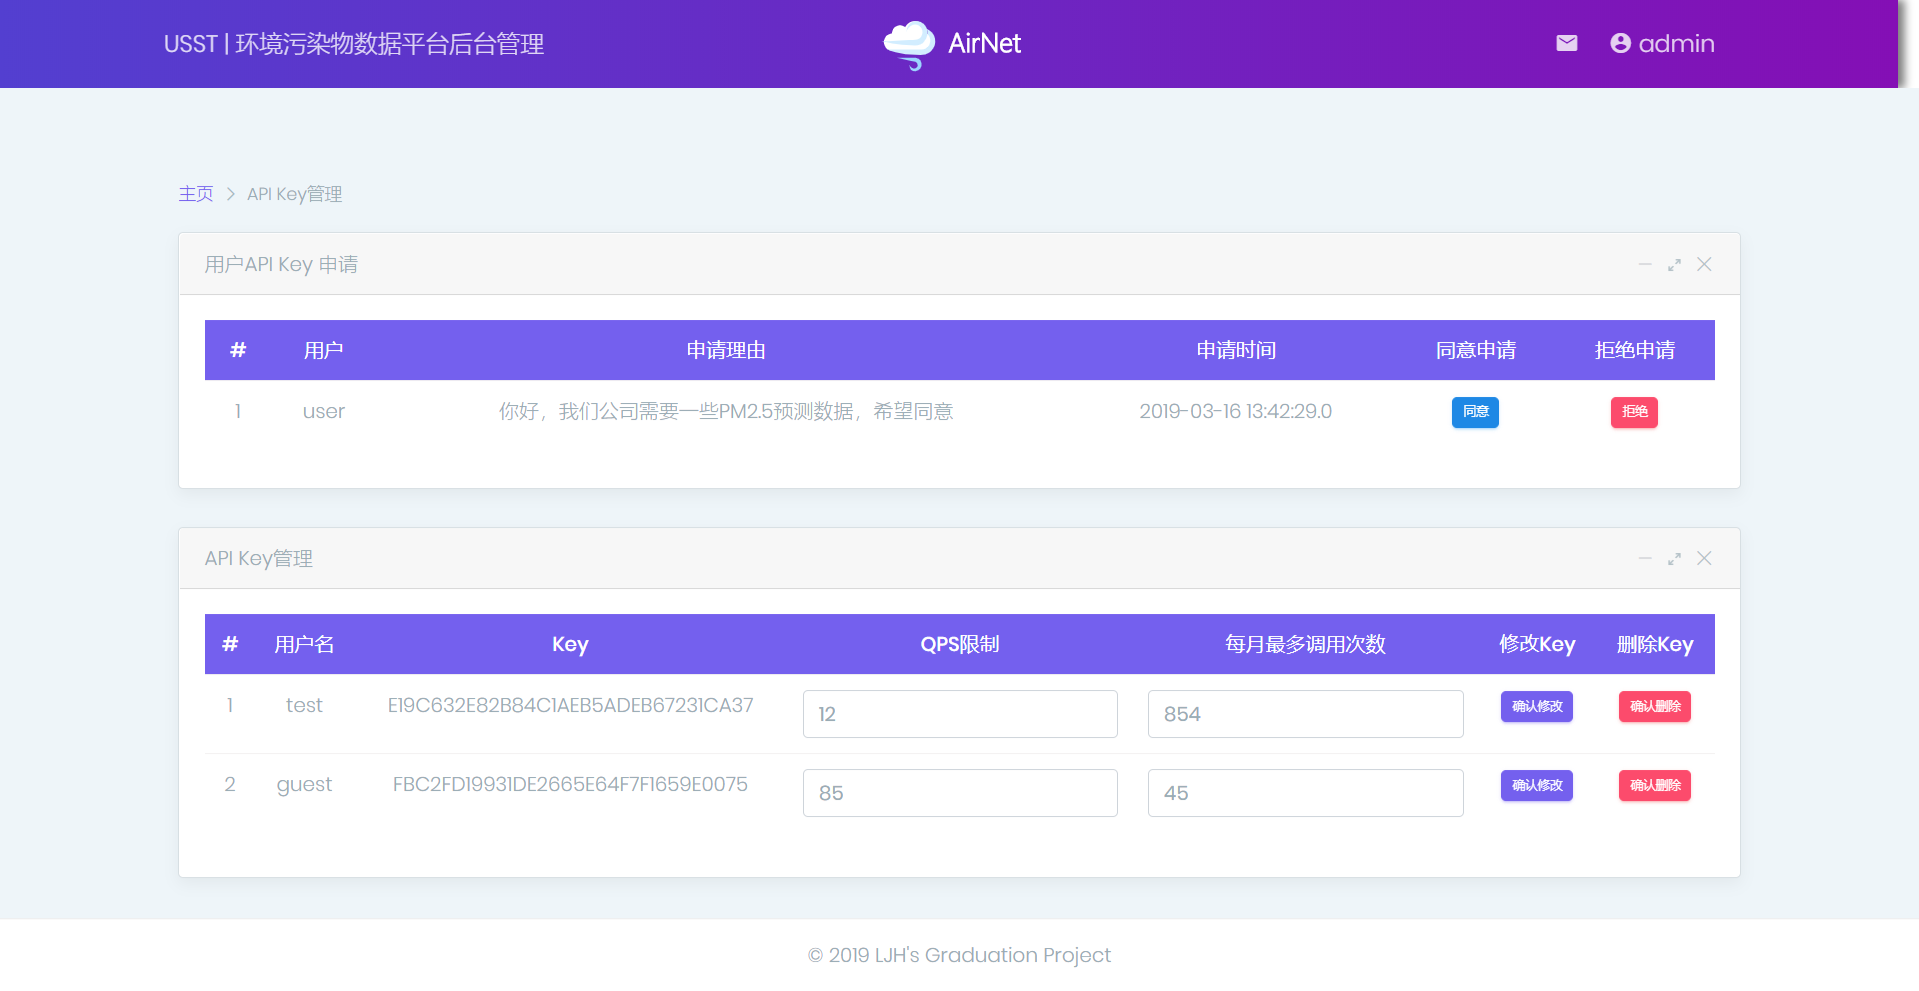 USST | 环境污染物数据平台后台管理 AirNet admin
主页 > API Key管理
用户API Key 申请
# 用户 申请理由 申请时间 同意申请 拒绝申请
1 user 你好，我们公司需要一些PM2.5预测数据，希望同意 2019-03-16 13:42:29.0 同意 拒绝
API Key管理
# 用户名 Key QPS限制 每月最多调用次数 修改Key 删除Key
1 test E19C632E82B84C1AEB5ADEB67231CA37 12 854 确认修改 确认删除
2 guest FBC2FD19931DE2665E64F7F1659E0075 85 45 确认修改 确认删除
© 2019 LJH's Graduation Project